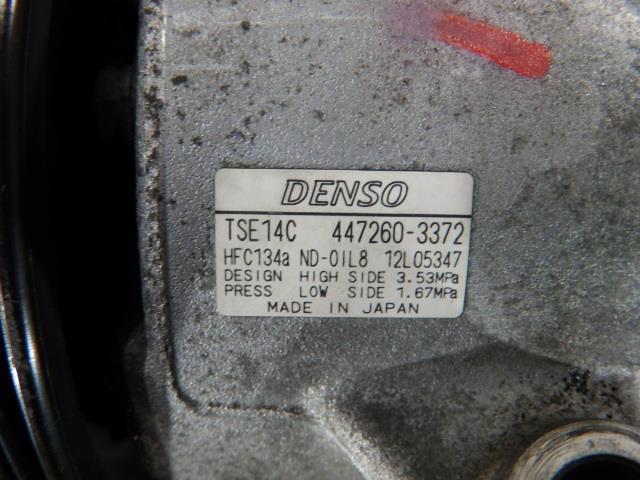 DENSO
TSE14C 447260-3372
HFC134a ND-OIL8 12L05347
DESIGN HIGH SIDE 3.53MPa
PRESS LOW SIDE 1.67MPa
MADE IN JAPAN